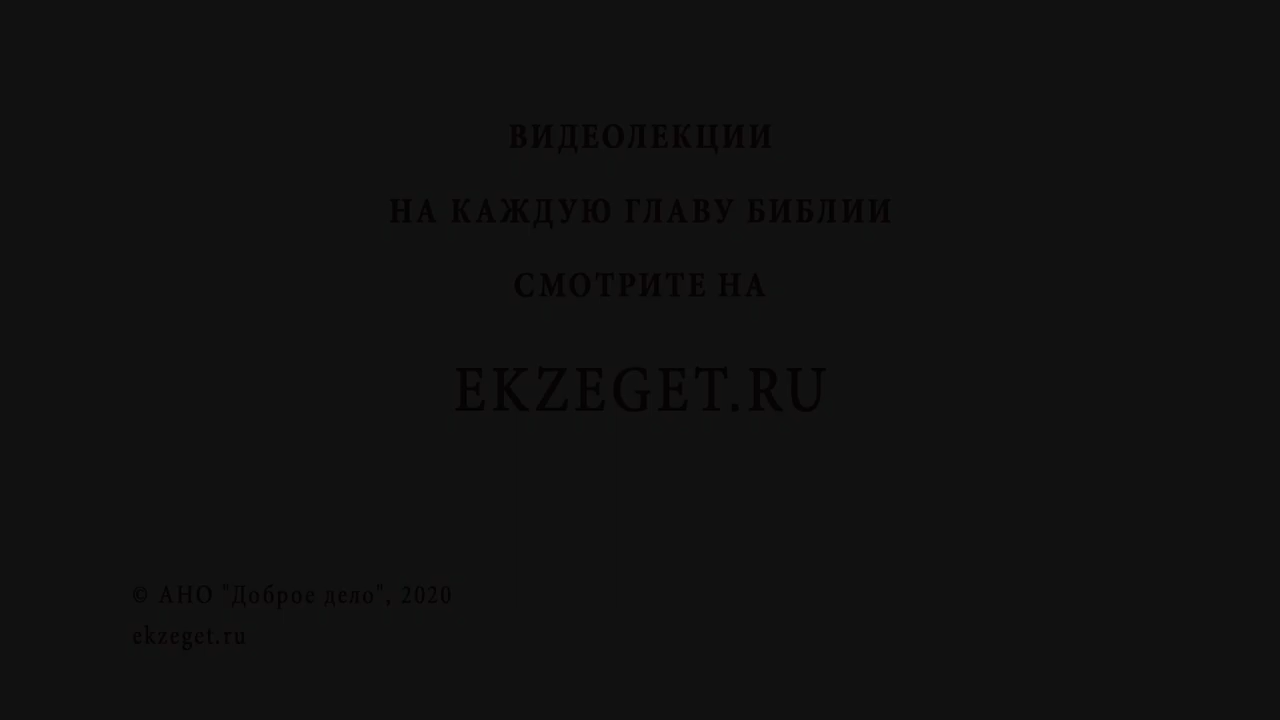 ВИДЕОЛЕКЦИИ
НА КАЖДУЮ ГЛАВУ БИБЛИИ
СМОТРИТЕ НА
EKZEGET.RU
© АНО "Доброе дело", 2020
ekzeget.ru